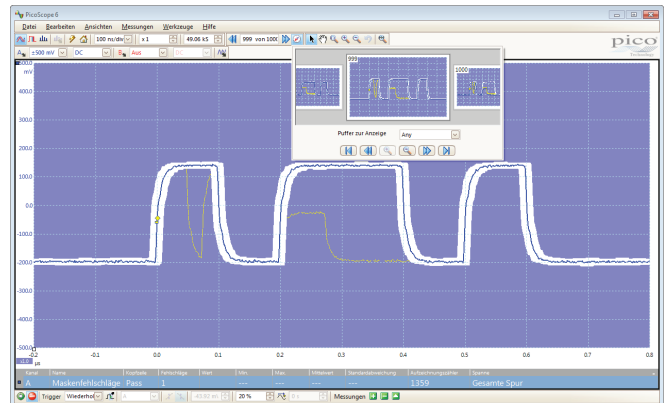 PicoScope 6
Datei Bearbeiten Ansichten Messungen Werkzeuge Hilfe
100 ns/div x 1 49.06 kS 999 von 1000
pico
Technology
A ±500 mV DC Aus DC
500.0
mV
400.0
300.0
200.0
100.0
0.0
-100.0
-200.0
-300.0
-400.0
-500.0
999
1000
Puffer zur Anzeige Any
-0.2 -0.1 0.0 0.1 0.2 0.3 0.4 0.5 0.6 0.7 0.8
Kanal Name Kopfzeile Fehlschläge Wert Min. Max. Mittelwert Standardabweichung Aufzeichnungszähler Spanne
A Maskenfehlschläge Pass 1 --- --- --- --- --- 1359 Gesamte Spur
Trigger Wiederhol A 20 % 0 s Messungen